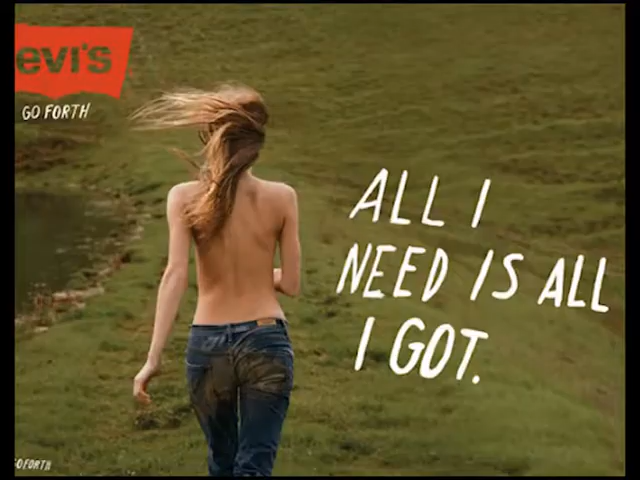 evi's
GO FORTH
ALL I
NEED IS ALL
I GOT.
GOFORTH